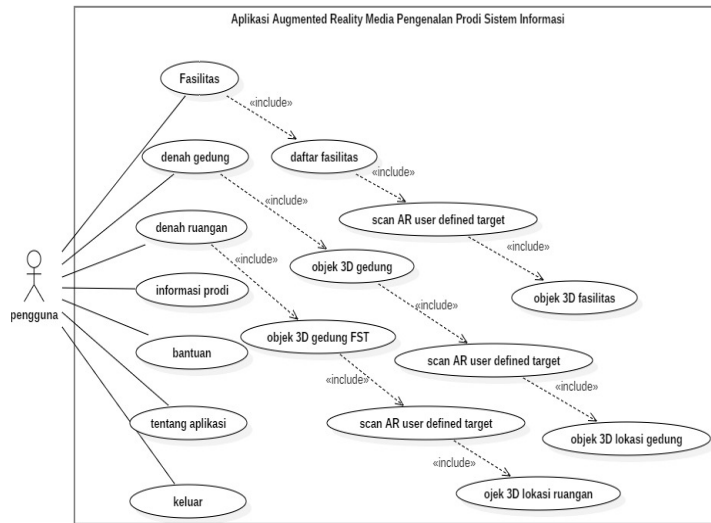 Aplikasi Augmented Reality Media Pengenalan Prodi Sistem Informasi
Fasilitas
«include»
denah gedung
daftar fasilitas
«include»
«include»
scan AR user defined target
denah ruangan
«include»
«include»
objek 3D gedung
informasi prodi
objek 3D fasilitas
pengguna
«include»
objek 3D gedung FST
bantuan
scan AR user defined target
«include»
«include»
tentang aplikasi
scan AR user defined target
objek 3D lokasi gedung
«include»
keluar
ojek 3D lokasi ruangan